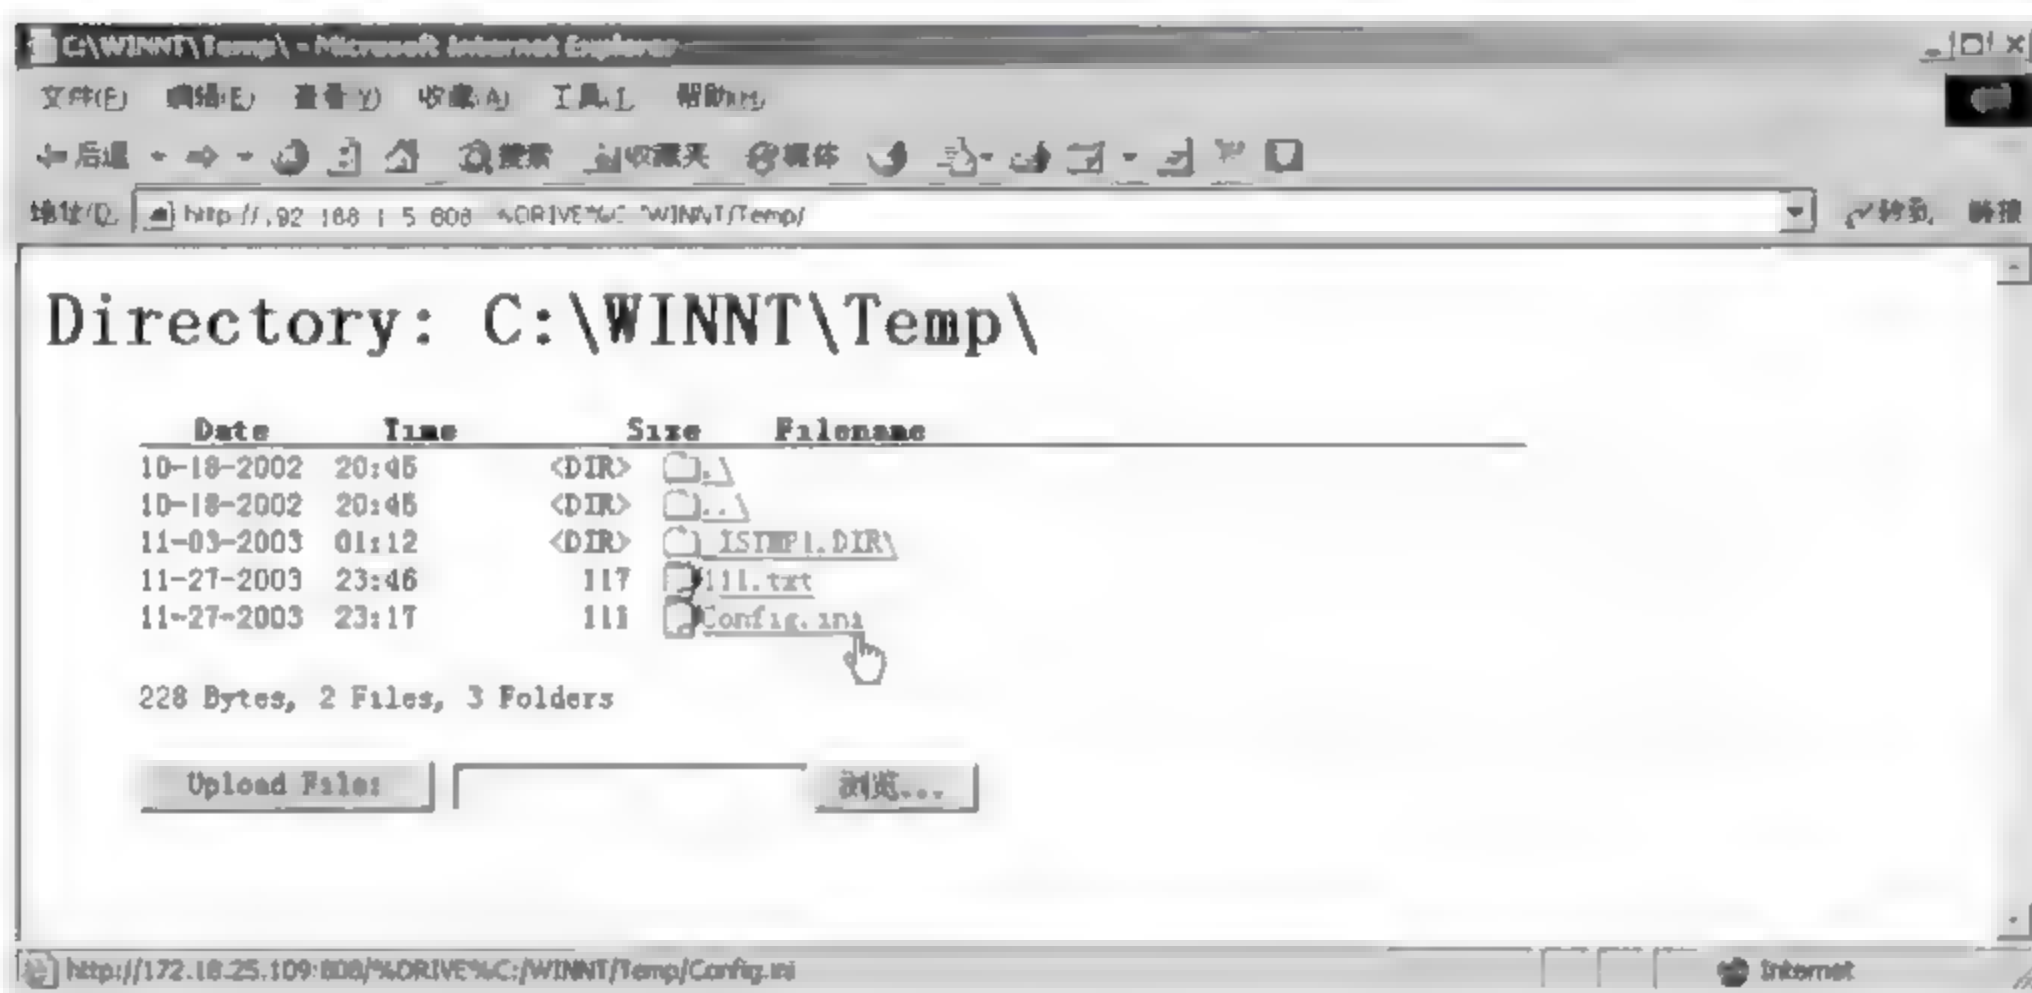 C:\WINNT\Temp\ - Microsoft Internet Explorer
文件(F) 编辑(E) 查看(V) 收藏(A) 工具(T) 帮助(H)
后退 搜索 收藏夹 媒体
地址(D) 转到 链接
Directory: C:\WINNT\Temp\
Date Time Size Filename
10-18-2002 20:45 <DIR> .\
10-18-2002 20:45 <DIR> ..\
11-03-2003 01:12 <DIR>
11-27-2003 23:46 117
11-27-2003 23:17 111 Config.ini
228 Bytes, 2 Files, 3 Folders
Upload File: 浏览...
http://172.18.25.109:808/%DRIVE%C:/WINNT/Temp/Config.ini Internet